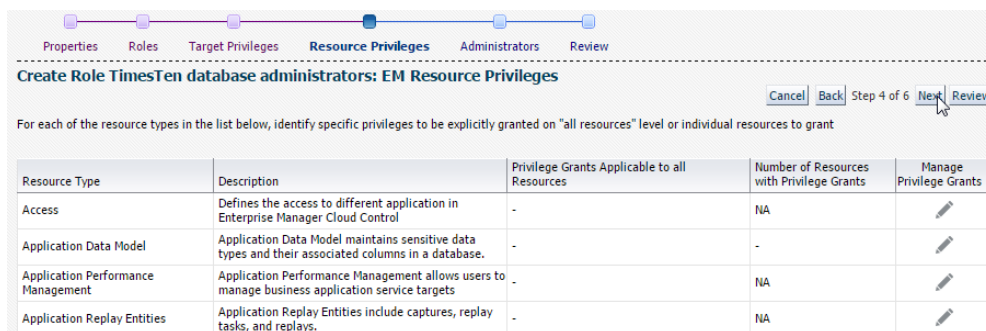 Properties Roles Target Privileges Resource Privileges Administrators Review
Create Role TimesTen database administrators: EM Resource Privileges
Cancel Back Step 4 of 6 Next Review
For each of the resource types in the list below, identify specific privileges to be explicitly granted on "all resources" level or individual resources to grant
Resource Type Description Privilege Grants Applicable to all Resources Number of Resources with Privilege Grants Manage Privilege Grants
Access Defines the access to different application in Enterprise Manager Cloud Control - NA
Application Data Model Application Data Model maintains sensitive data types and their associated columns in a database. - -
Application Performance Management Application Performance Management allows users to manage business application service targets - NA
Application Replay Entities Application Replay Entities include captures, replay tasks, and replays. - NA